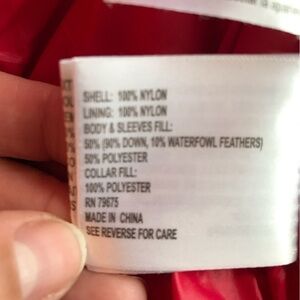 SHELL: 100% NYLON
LINING: 100% NYLON
BODY & SLEEVES FILL:
50% (90% DOWN, 10% WATERFOWL FEATHERS)
50% POLYESTER
COLLAR FILL:
100% POLYESTER
RN 79675
MADE IN CHINA
SEE REVERSE FOR CARE